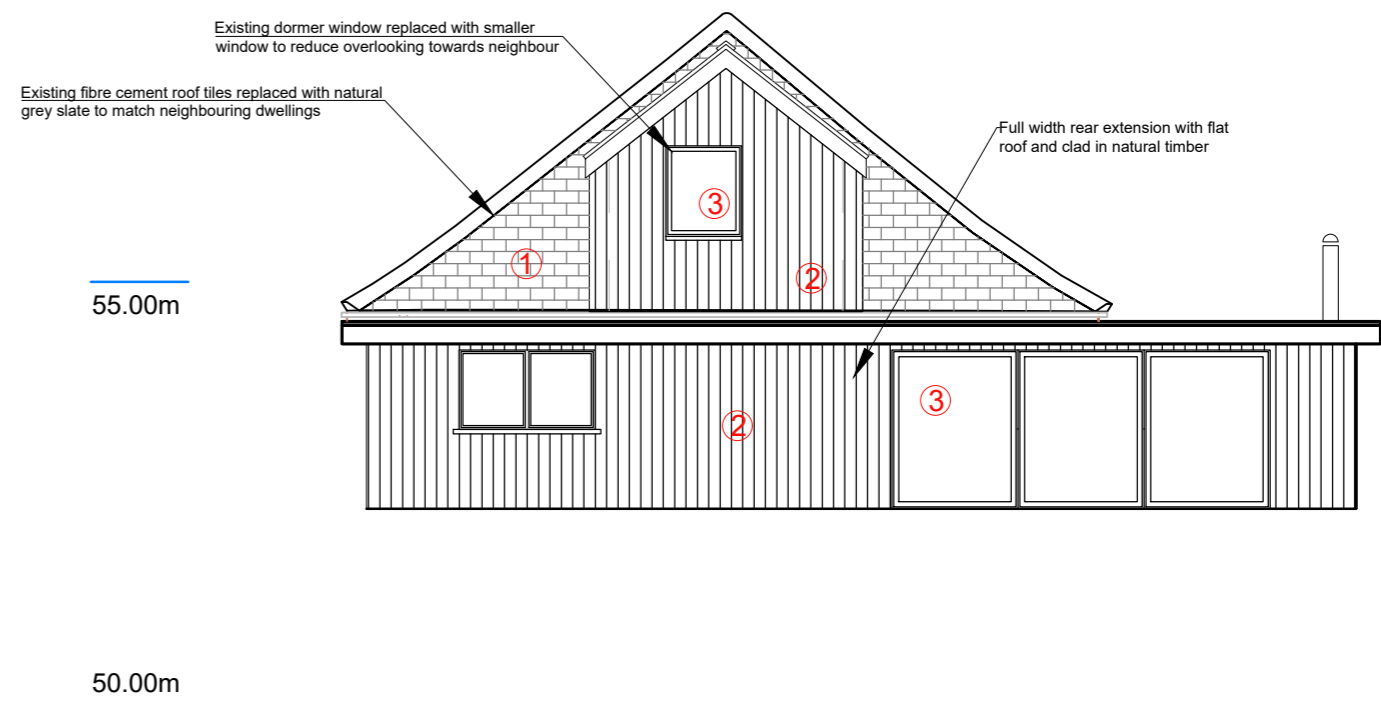 Existing dormer window replaced with smaller
window to reduce overlooking towards neighbour
Existing fibre cement roof tiles replaced with natural
grey slate to match neighbouring dwellings
Full width rear extension with flat
roof and clad in natural timber
3
1
2
55.00m
3
2
50.00m